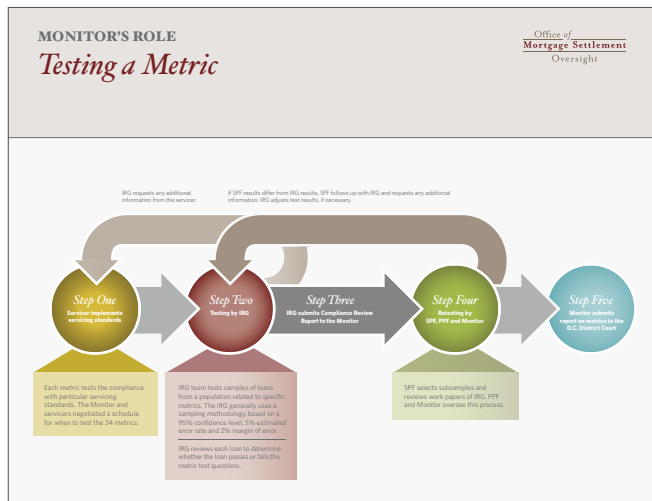 MONITOR'S ROLE
Testing a Metric
Office of
Mortgage Settlement
Oversight
IRG requests any additional
information from the servicer.
If SPF results differ from IRG results, SPF follows up with IRG and requests any additional
information. IRG adjusts test results, if necessary.
Step One
Servicer implements
servicing standards
Step Two
Testing by IRG
Step Three
IRG submits Compliance Review
Report to the Monitor
Step Four
Retesting by
SPF, PPF and Monitor
Step Five
Monitor submits
report on metrics to the
D.C. District Court
Each metric tests the compliance
with particular servicing
standards. The Monitor and
servicers negotiated a schedule
for when to test the 34 metrics.
IRG team tests samples of loans
from a population related to specific
metrics. The IRG generally uses a
sampling methodology based on a
95% confidence level, 5% estimated
error rate and 2% margin of error.
IRG reviews each loan to determine
whether the loan passes or fails the
metric test questions.
SPF selects subsamples and
reviews work papers of IRG. PPF
and Monitor oversee this process.